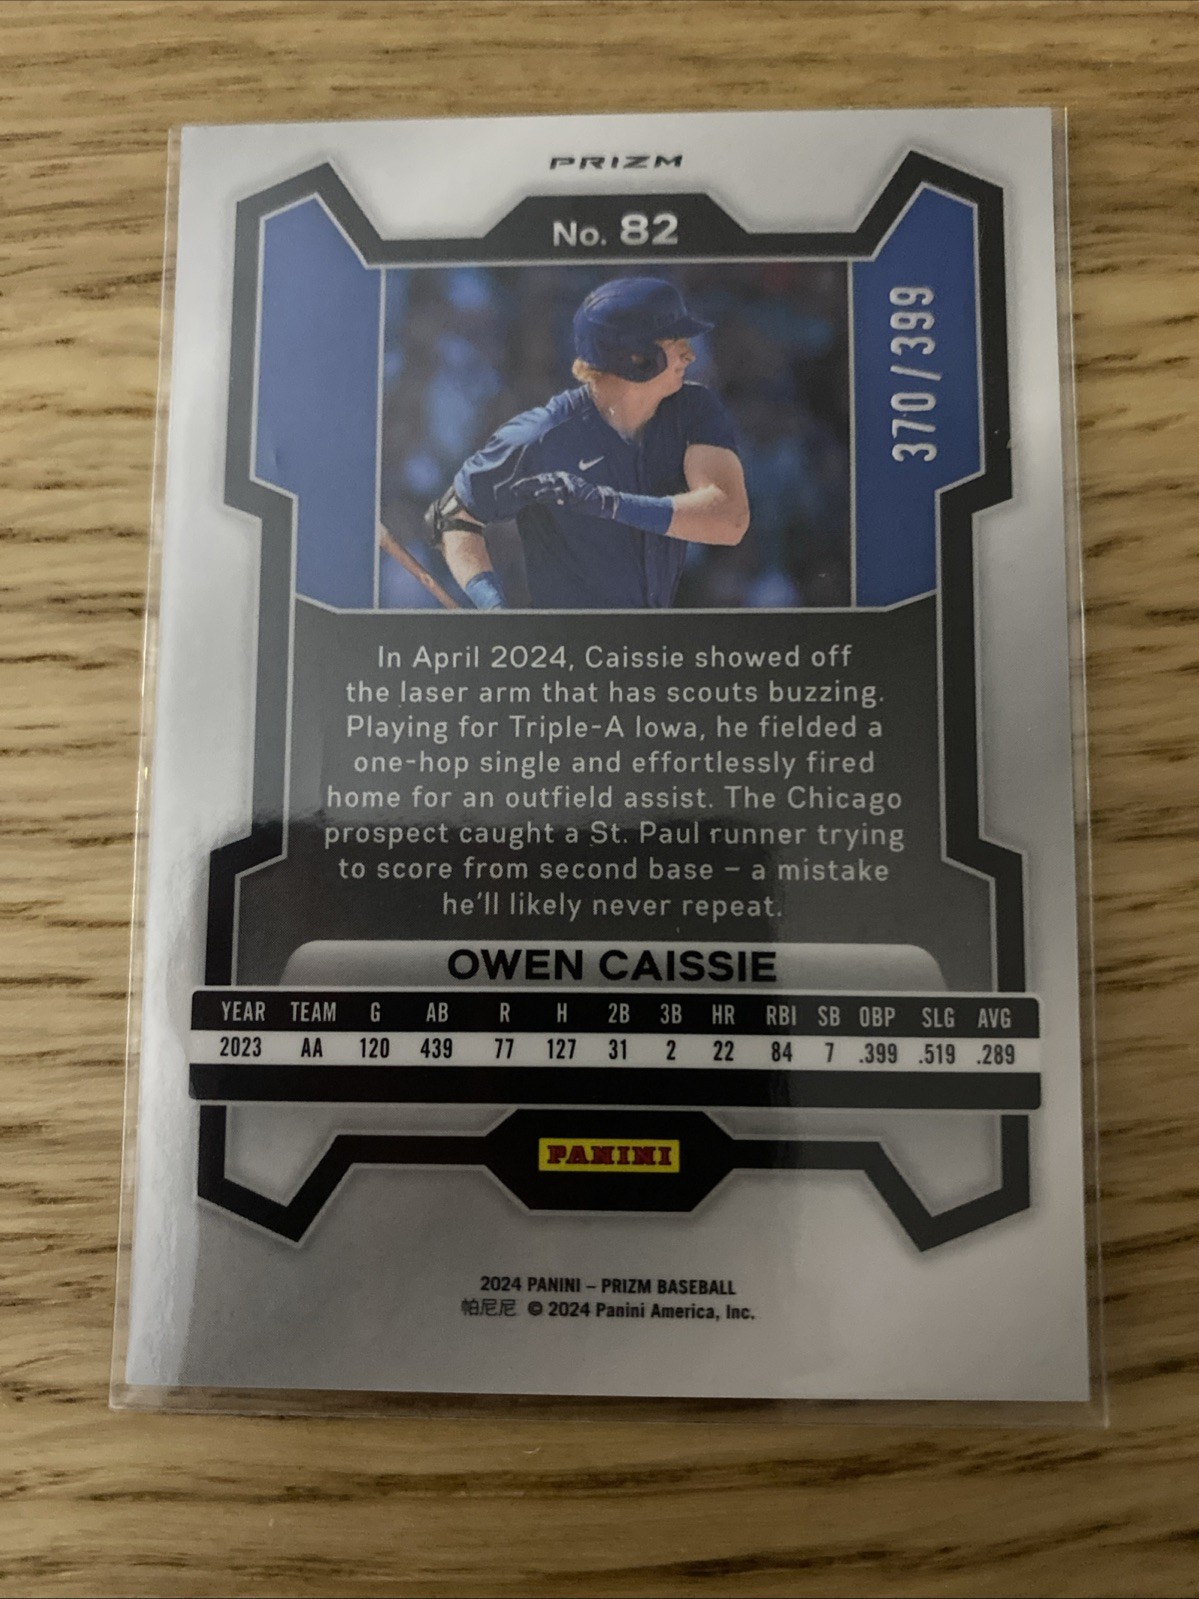 PRIZM
No. 82
370/399
In April 2024, Caissie showed off
the laser arm that has scouts buzzing.
Playing for Triple-A Iowa, he fielded a
one-hop single and effortlessly fired
home for an outfield assist. The Chicago
prospect caught a St. Paul runner trying
to score from second base – a mistake
he'll likely never repeat.
OWEN CAISSIE
YEAR TEAM G AB R H 2B 3B HR RBI SB OBP SLG AVG
2023 AA 120 439 77 127 31 2 22 84 7 .399 .519 .289
PANINI
2024 PANINI – PRIZM BASEBALL
帕尼尼 © 2024 Panini America, Inc.